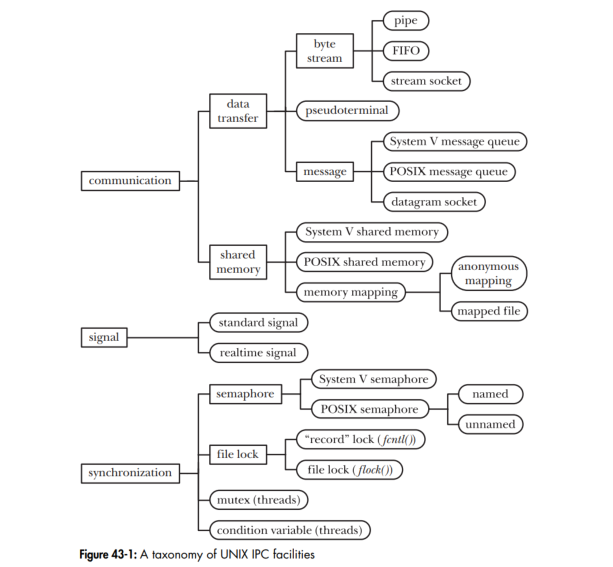 pipe
byte
stream
FIFO
stream socket
data
transfer
pseudoterminal
System V message queue
message
POSIX message queue
datagram socket
communication
System V shared memory
shared
memory
POSIX shared memory
anonymous
mapping
memory mapping
mapped file
standard signal
signal
realtime signal
System V semaphore
semaphore
named
POSIX semaphore
unnamed
"record" lock (fcntl())
file lock
file lock (flock())
synchronization
mutex (threads)
condition variable (threads)
Figure 43-1: A taxonomy of UNIX IPC facilities